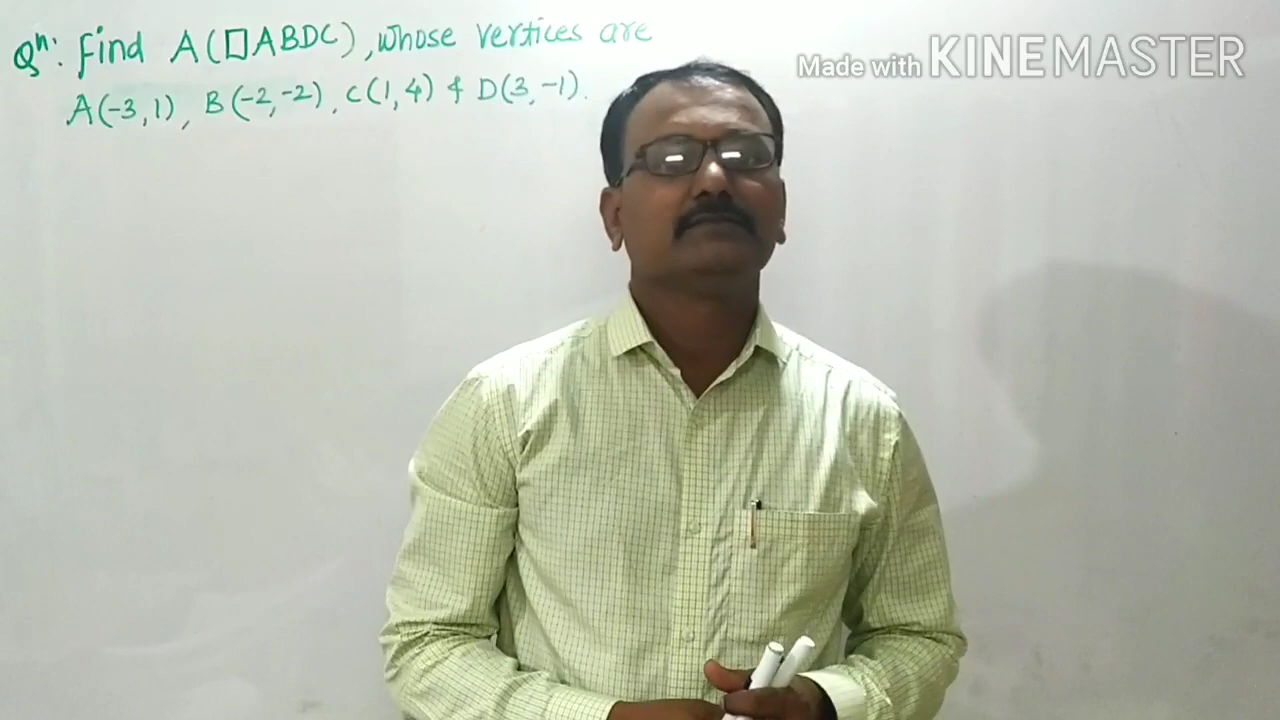 Qⁿ: Find A(□ABDC), whose vertices are
A(-3,1), B(-2,-2), C(1,4) & D(3,-1).
Made with KINEMASTER